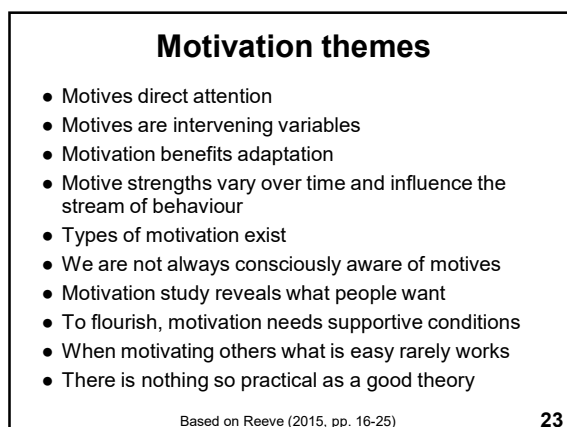 Motivation themes
● Motives direct attention
● Motives are intervening variables
● Motivation benefits adaptation
● Motive strengths vary over time and influence the
stream of behaviour
● Types of motivation exist
● We are not always consciously aware of motives
● Motivation study reveals what people want
● To flourish, motivation needs supportive conditions
● When motivating others what is easy rarely works
● There is nothing so practical as a good theory
Based on Reeve (2015, pp. 16-25)
23